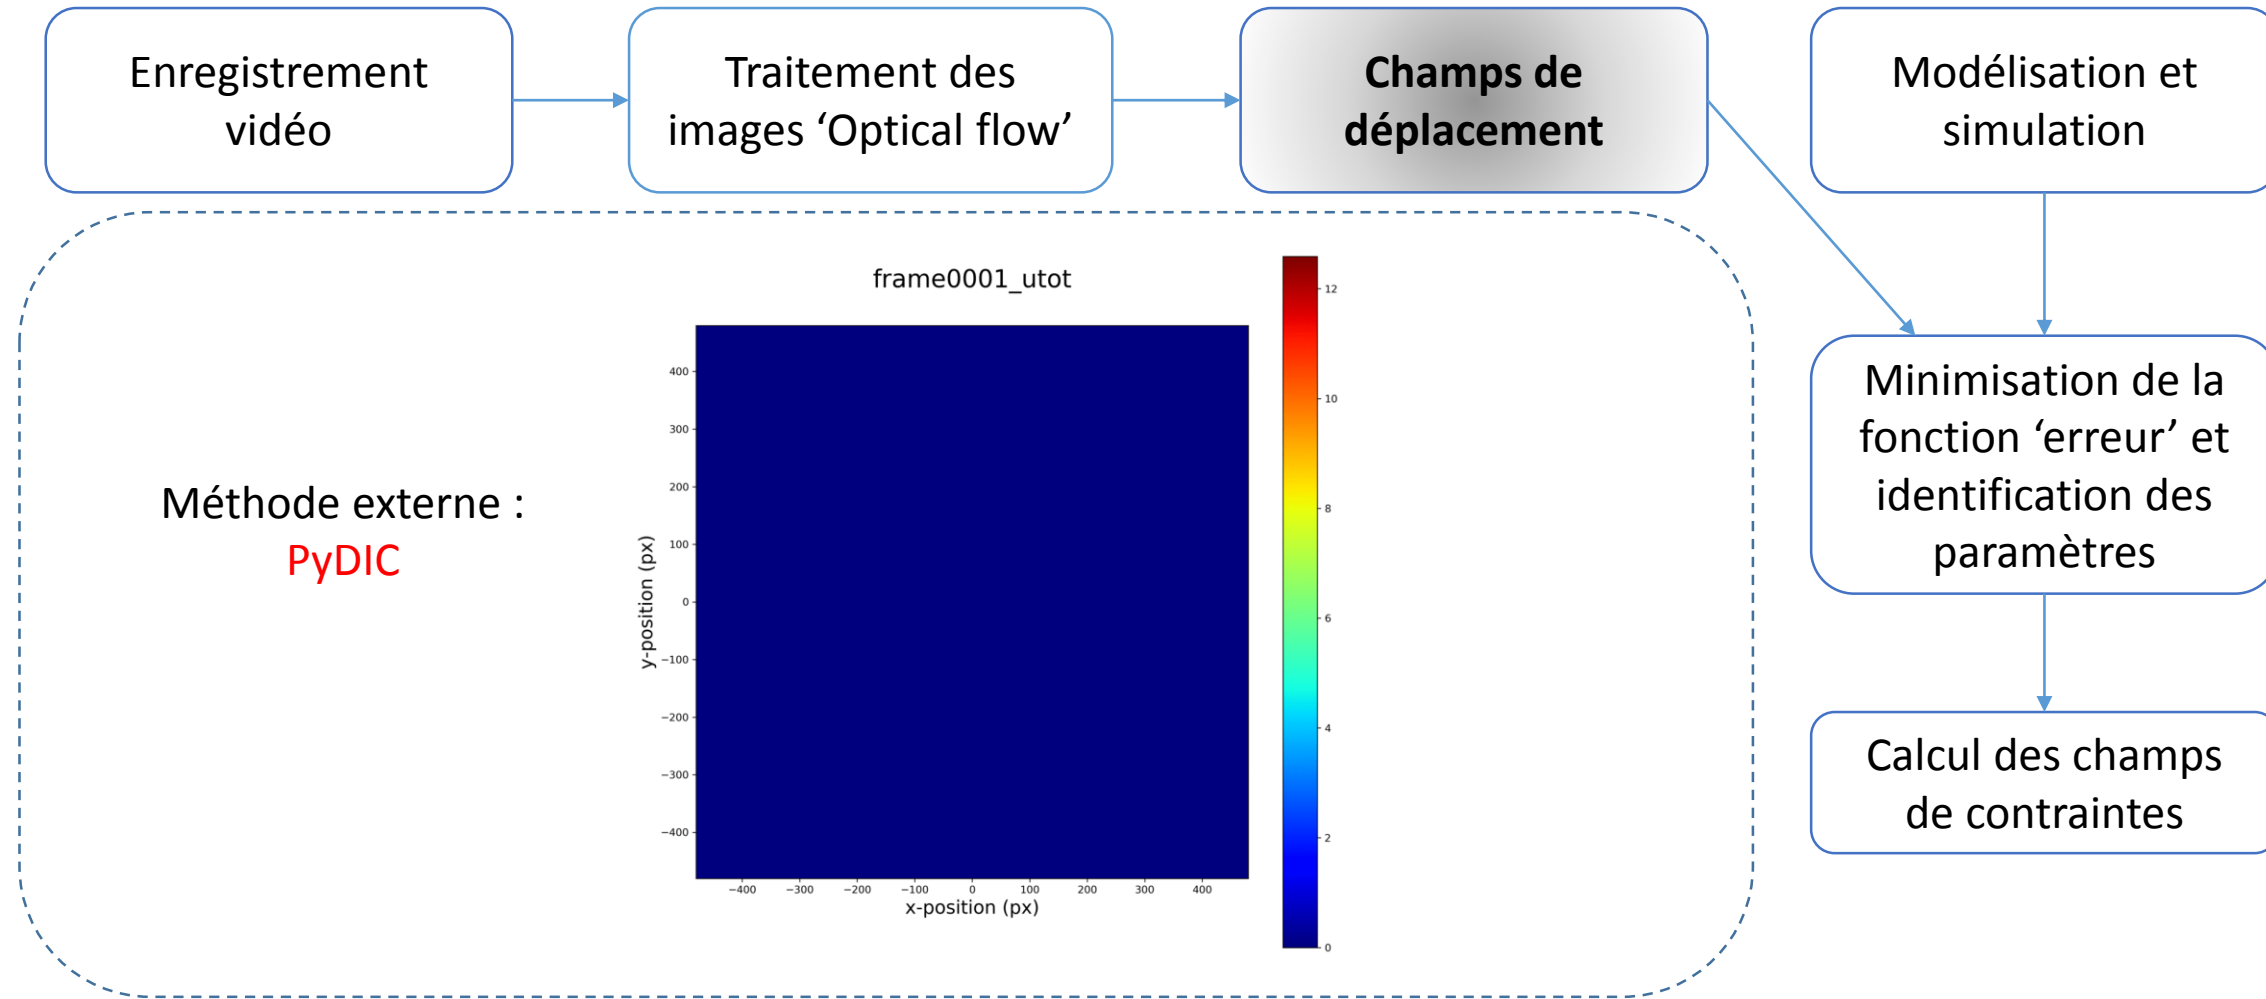 Enregistrement
vidéo
Traitement des
images ‘Optical flow’
Champs de
déplacement
Modélisation et
simulation
Méthode externe :
PyDIC
frame0001_utot
400
300
200
100
0
−100
−200
−300
−400
y-position (px)
−400 −300 −200 −100 0 100 200 300 400
x-position (px)
12
10
8
6
4
2
0
Minimisation de la
fonction ‘erreur’ et
identification des
paramètres
Calcul des champs
de contraintes